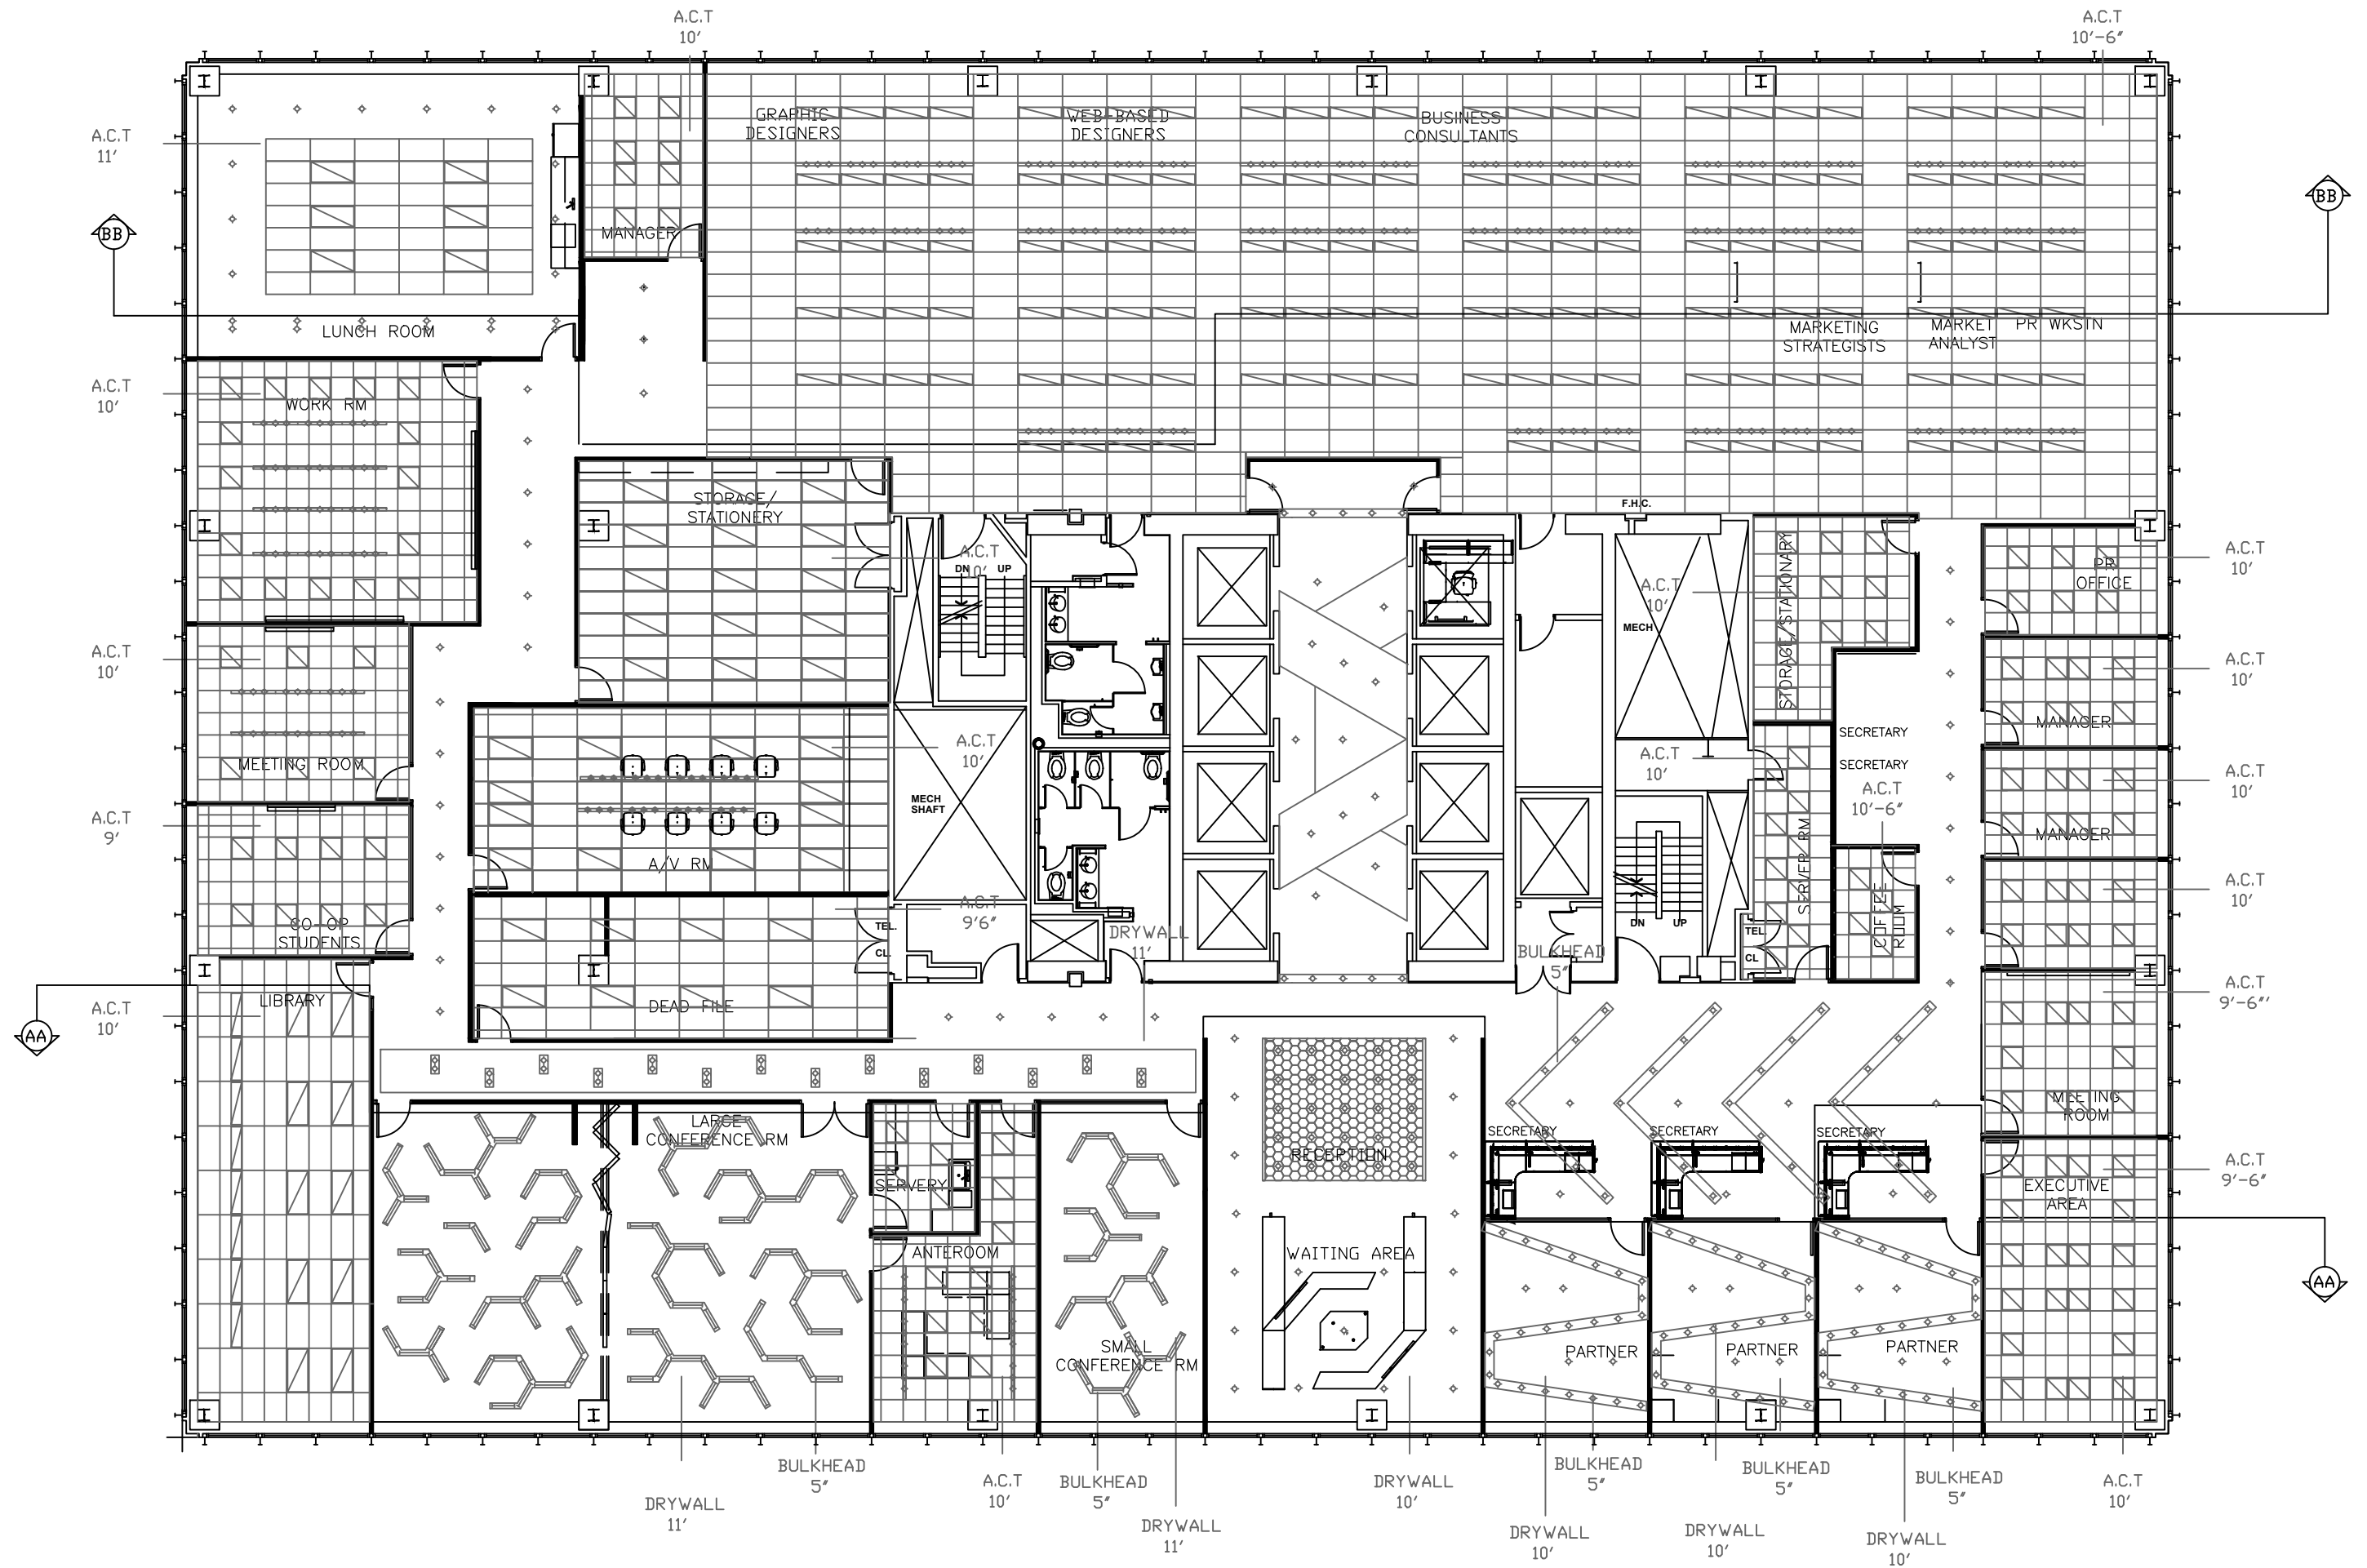 A.C.T
10'
A.C.T
10'-6"
GRAPHIC
DESIGNERS
WEB-BASED
DESIGNERS
BUSINESS
CONSULTANTS
A.C.T
11'
BB
BB
MANAGER
LUNCH ROOM
MARKETING
STRATEGISTS
MARKET
ANALYST
PR WKSTN
A.C.T
10'
WORK RM
STORAGE/
STATIONERY
F.H.C.
A.C.T
10'
DN
UP
A.C.T
10'
MECH
STORAGE/STATIONARY
PR
OFFICE
A.C.T
10'
A.C.T
10'
MEETING ROOM
A.C.T
10'
MANAGER
SECRETARY
SECRETARY
A.C.T
10'
A.C.T
10'
A.C.T
10'
MANAGER
A.C.T
10'-6"
MECH
SHAFT
A.C.T
9'
A/V RM
SERVER RM
COFFEE
ROOM
A.C.T
10'
CO-OP
STUDENTS
A.C.T
9'6"
TEL.
CL.
DRYWALL
11'
BULKHEAD
5"
DN
UP
TEL.
CL
LIBRARY
A.C.T
10'
DEAD FILE
A.C.T
9'-6"'
AA
MEETING
ROOM
LARGE
CONFERENCE RM
SECRETARY
SECRETARY
SECRETARY
RECEPTION
SERVERY
EXECUTIVE
AREA
A.C.T
9'-6"
ANTEROOM
WAITING AREA
AA
SMALL
CONFERENCE RM
PARTNER
PARTNER
PARTNER
BULKHEAD
5"
A.C.T
10'
BULKHEAD
5"
DRYWALL
10'
BULKHEAD
5"
BULKHEAD
5"
BULKHEAD
5"
A.C.T
10'
DRYWALL
11'
DRYWALL
11'
DRYWALL
10'
DRYWALL
10'
DRYWALL
10'